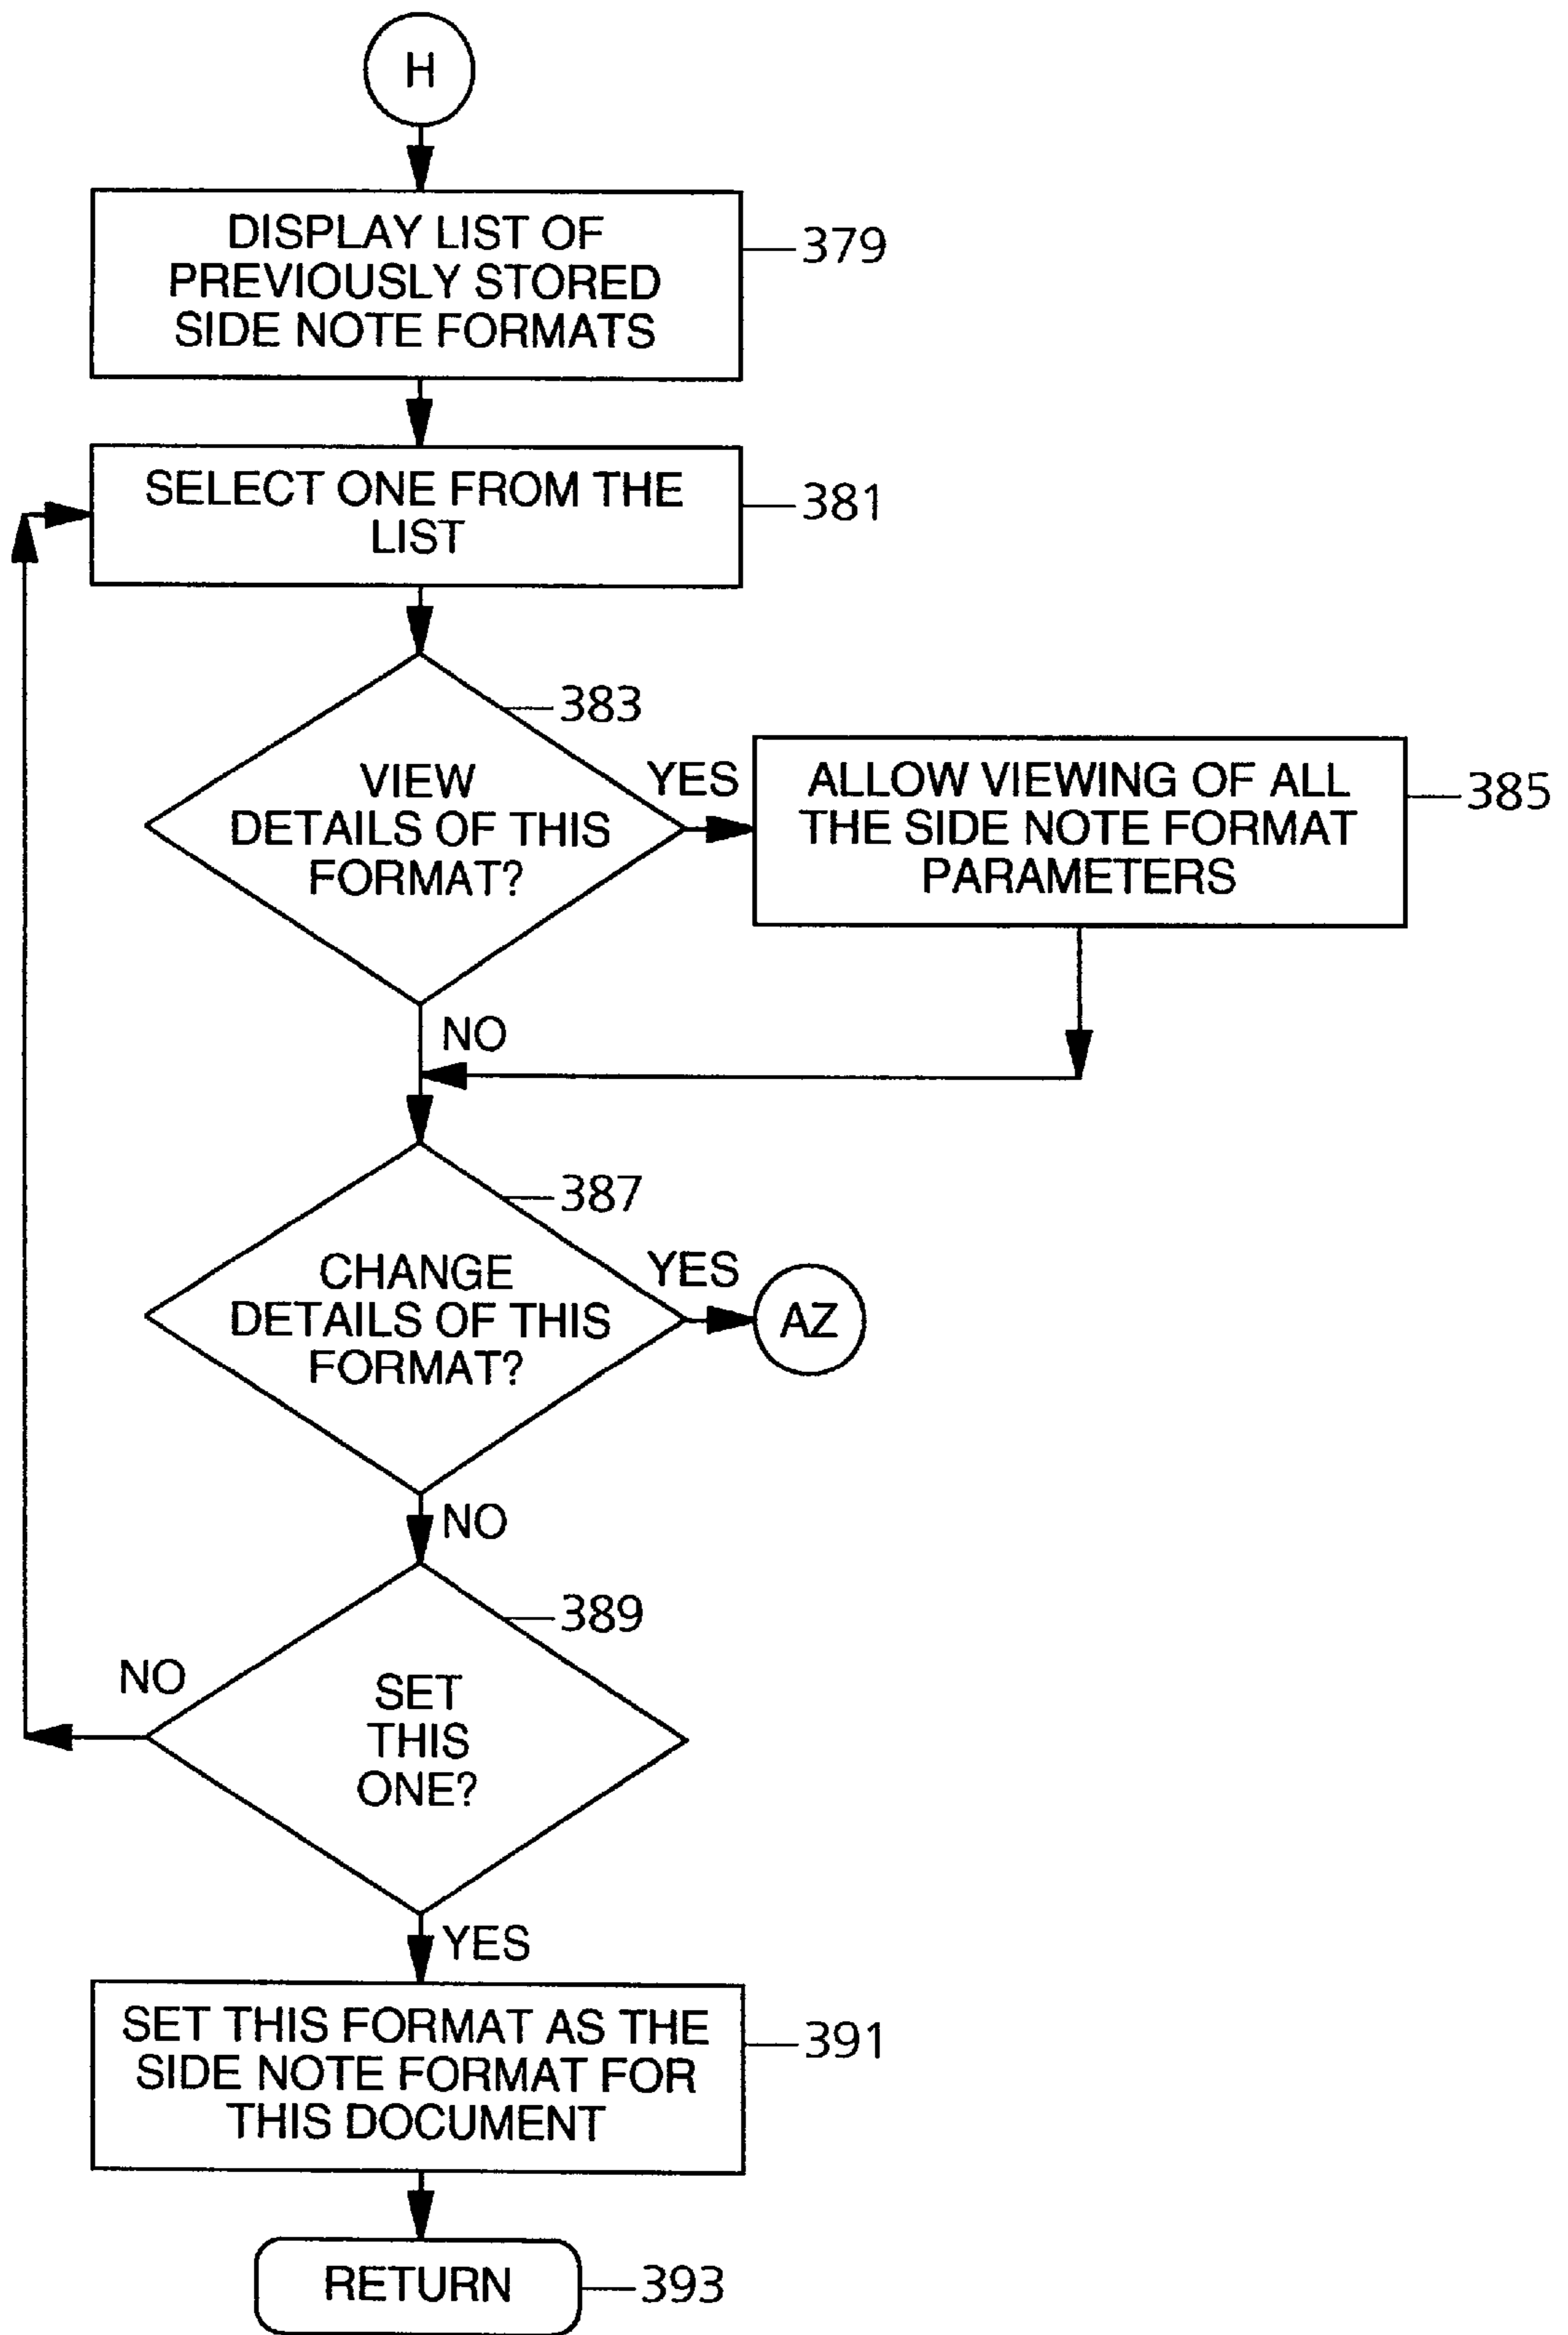 H
DISPLAY LIST OF
PREVIOUSLY STORED
SIDE NOTE FORMATS
379
SELECT ONE FROM THE
LIST
381
383
VIEW
DETAILS OF THIS
FORMAT?
YES
ALLOW VIEWING OF ALL
THE SIDE NOTE FORMAT
PARAMETERS
385
NO
387
CHANGE
DETAILS OF THIS
FORMAT?
YES
AZ
NO
389
SET
THIS
ONE?
NO
YES
SET THIS FORMAT AS THE
SIDE NOTE FORMAT FOR
THIS DOCUMENT
391
RETURN
393